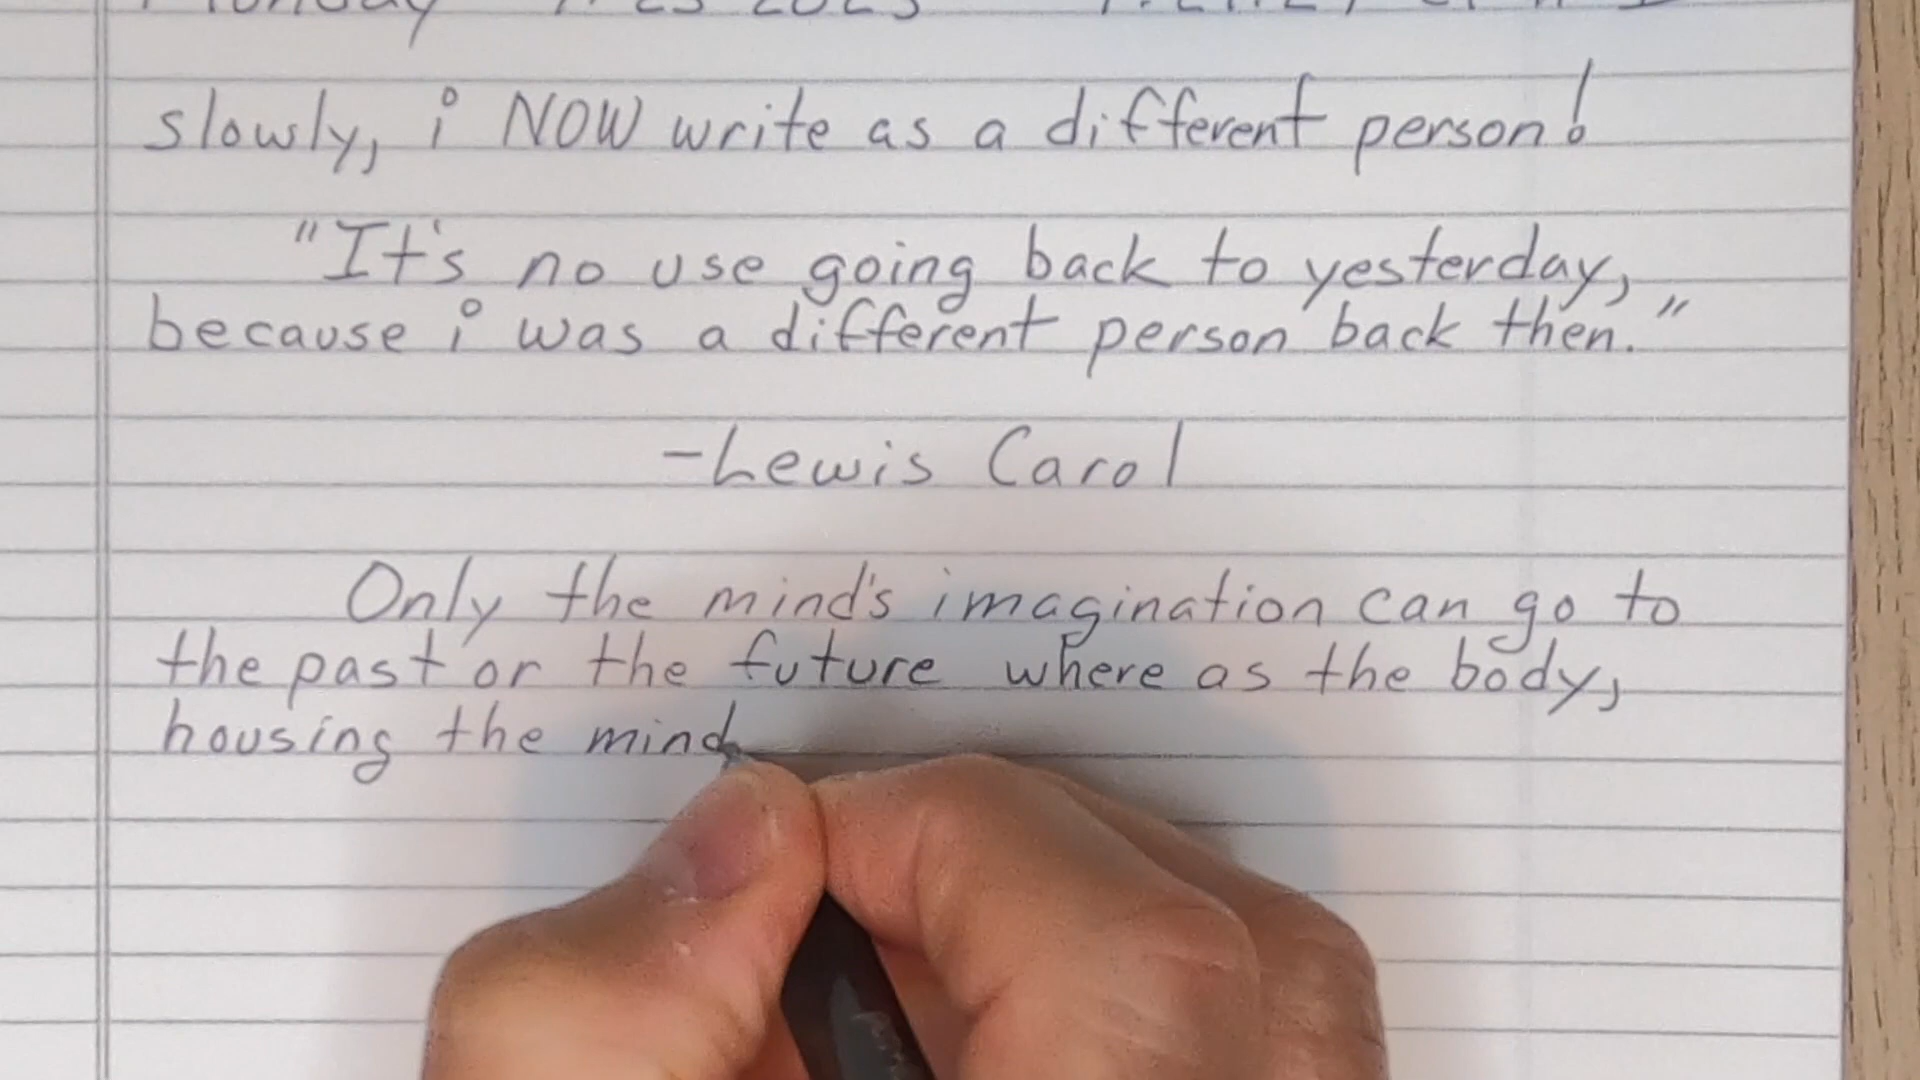 Monday
slowly, i NOW write as a different person!
"It's no use going back to yesterday,
because i was a different person back then."
-Lewis Carol
Only the mind's imagination can go to
the past or the future where as the body,
housing the mind